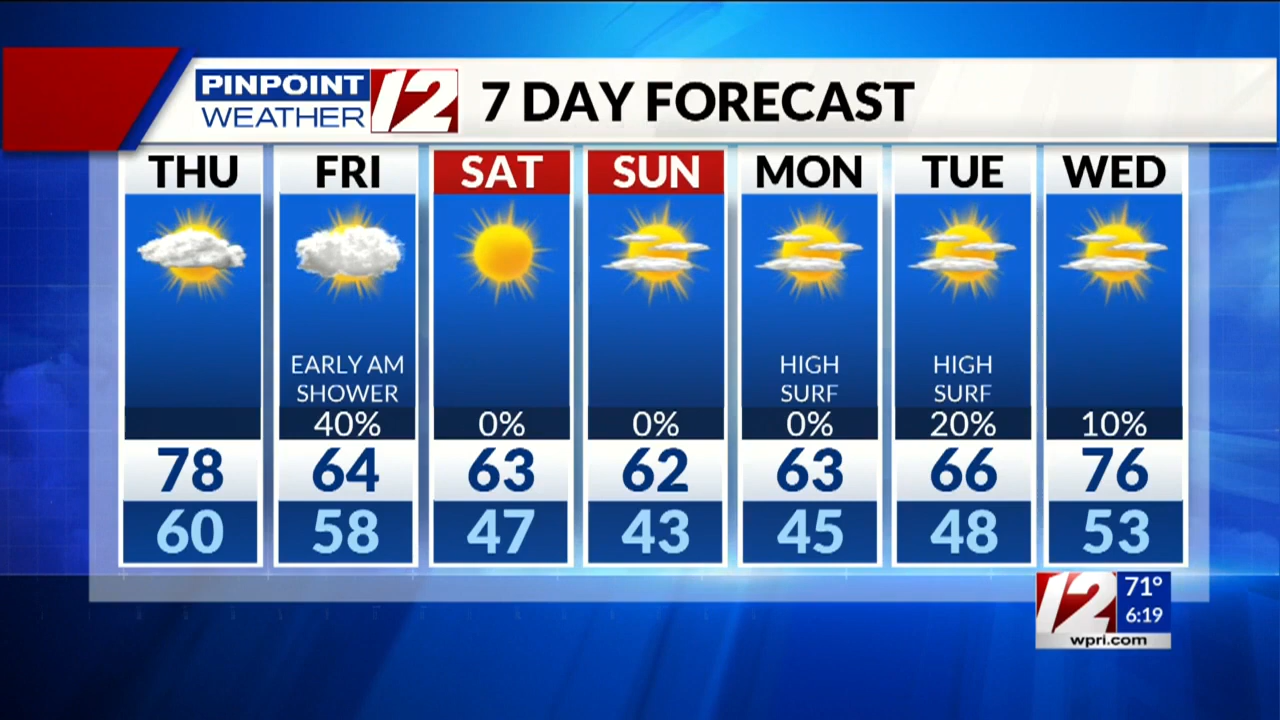 PINPOINT
WEATHER 12
7 DAY FORECAST
THU FRI SAT SUN MON TUE WED
EARLY AM
SHOWER
HIGH
SURF
HIGH
SURF
40% 0% 0% 0% 20% 10%
78 64 63 62 63 66 76
60 58 47 43 45 48 53
12
71°
6:19
wpri.com